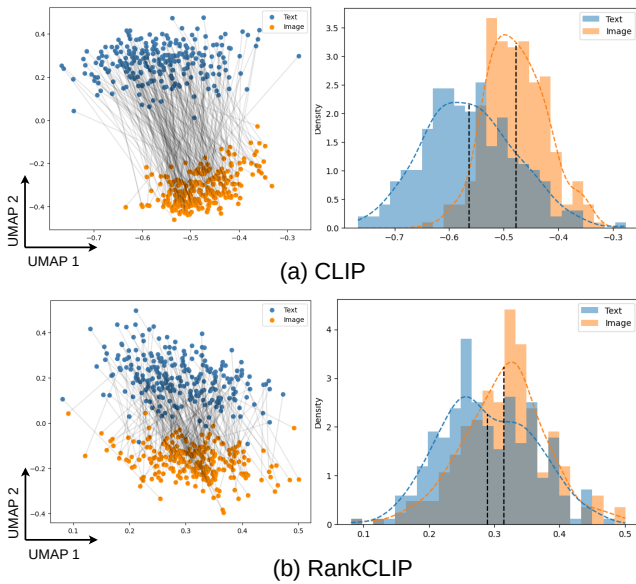 Text
Image
0.4
0.2
0.0
−0.2
−0.4
−0.7
−0.6
−0.5
−0.4
−0.3
UMAP 2
UMAP 1
Text
Image
3.5
3.0
2.5
2.0
1.5
1.0
0.5
0.0
Density
−0.7
−0.6
−0.5
−0.4
−0.3
(a) CLIP
Text
Image
0.4
0.2
0.0
−0.2
−0.4
0.1
0.2
0.3
0.4
0.5
UMAP 2
UMAP 1
Text
Image
4
3
2
1
0
Density
0.1
0.2
0.3
0.4
0.5
(b) RankCLIP